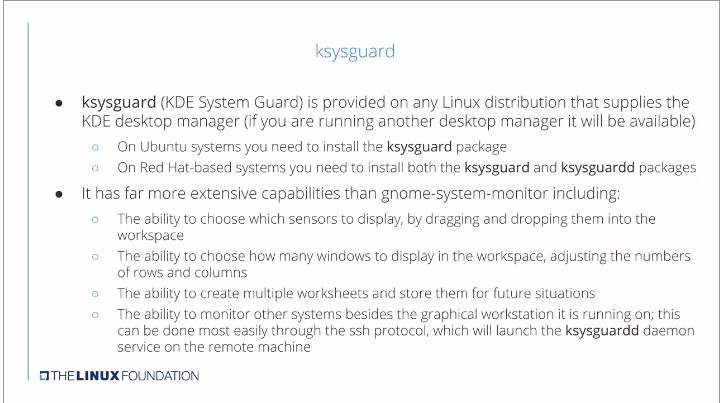 ksysguard
● ksysguard (KDE System Guard) is provided on any Linux distribution that supplies the
KDE desktop manager (if you are running another desktop manager it will be available)
○ On Ubuntu systems you need to install the ksysguard package
○ On Red Hat-based systems you need to install both the ksysguard and ksysguardd packages
● It has far more extensive capabilities than gnome-system-monitor including:
○ The ability to choose which sensors to display, by dragging and dropping them into the
workspace
○ The ability to choose how many windows to display in the workspace, adjusting the numbers
of rows and columns
○ The ability to create multiple worksheets and store them for future situations
○ The ability to monitor other systems besides the graphical workstation it is running on; this
can be done most easily through the ssh protocol, which will launch the ksysguardd daemon
service on the remote machine
THE LINUX FOUNDATION